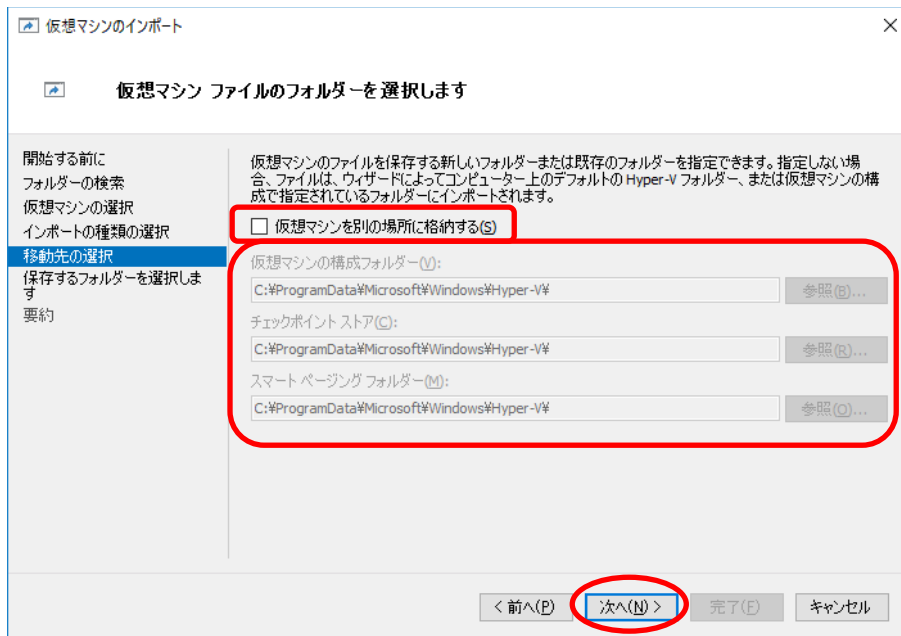 仮想マシンのインポート
仮想マシン ファイルのフォルダーを選択します
開始する前に
フォルダーの検索
仮想マシンの選択
インポートの種類の選択
移動先の選択
保存するフォルダーを選択しま
す
要約
仮想マシンのファイルを保存する新しいフォルダーまたは既存のフォルダーを指定できます。指定しない場
合、ファイルは、ウィザードによってコンピューター上のデフォルトの Hyper-V フォルダー、または仮想マシンの構
成で指定されているフォルダーにインポートされます。
仮想マシンを別の場所に格納する(S)
仮想マシンの構成フォルダー(V):
C:¥ProgramData¥Microsoft¥Windows¥Hyper-V¥
参照(B)...
チェックポイント ストア(C):
C:¥ProgramData¥Microsoft¥Windows¥Hyper-V¥
参照(R)...
スマート ページング フォルダー(M):
C:¥ProgramData¥Microsoft¥Windows¥Hyper-V¥
参照(O)...
< 前へ(P)
次へ(N) >
完了(F)
キャンセル